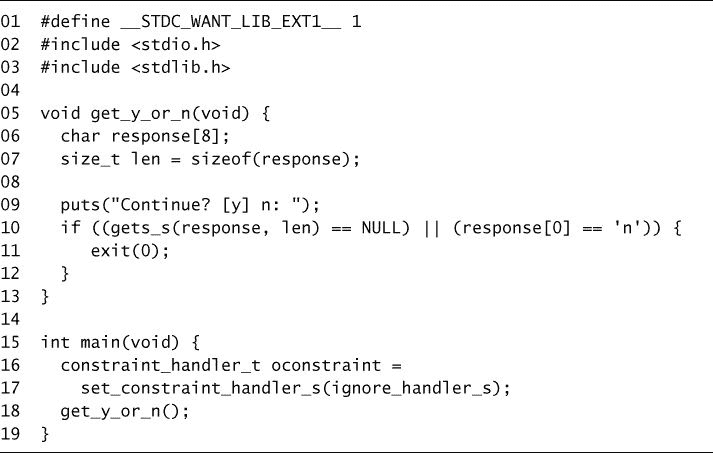 01 #define __STDC_WANT_LIB_EXT1__ 1
02 #include <stdio.h>
03 #include <stdlib.h>
04
05 void get_y_or_n(void) {
06   char response[8];
07   size_t len = sizeof(response);
08
09   puts("Continue? [y] n: ");
10   if ((gets_s(response, len) == NULL) || (response[0] == 'n')) {
11      exit(0);
12   }
13 }
14
15 int main(void) {
16   constraint_handler_t oconstraint =
17     set_constraint_handler_s(ignore_handler_s);
18   get_y_or_n();
19 }